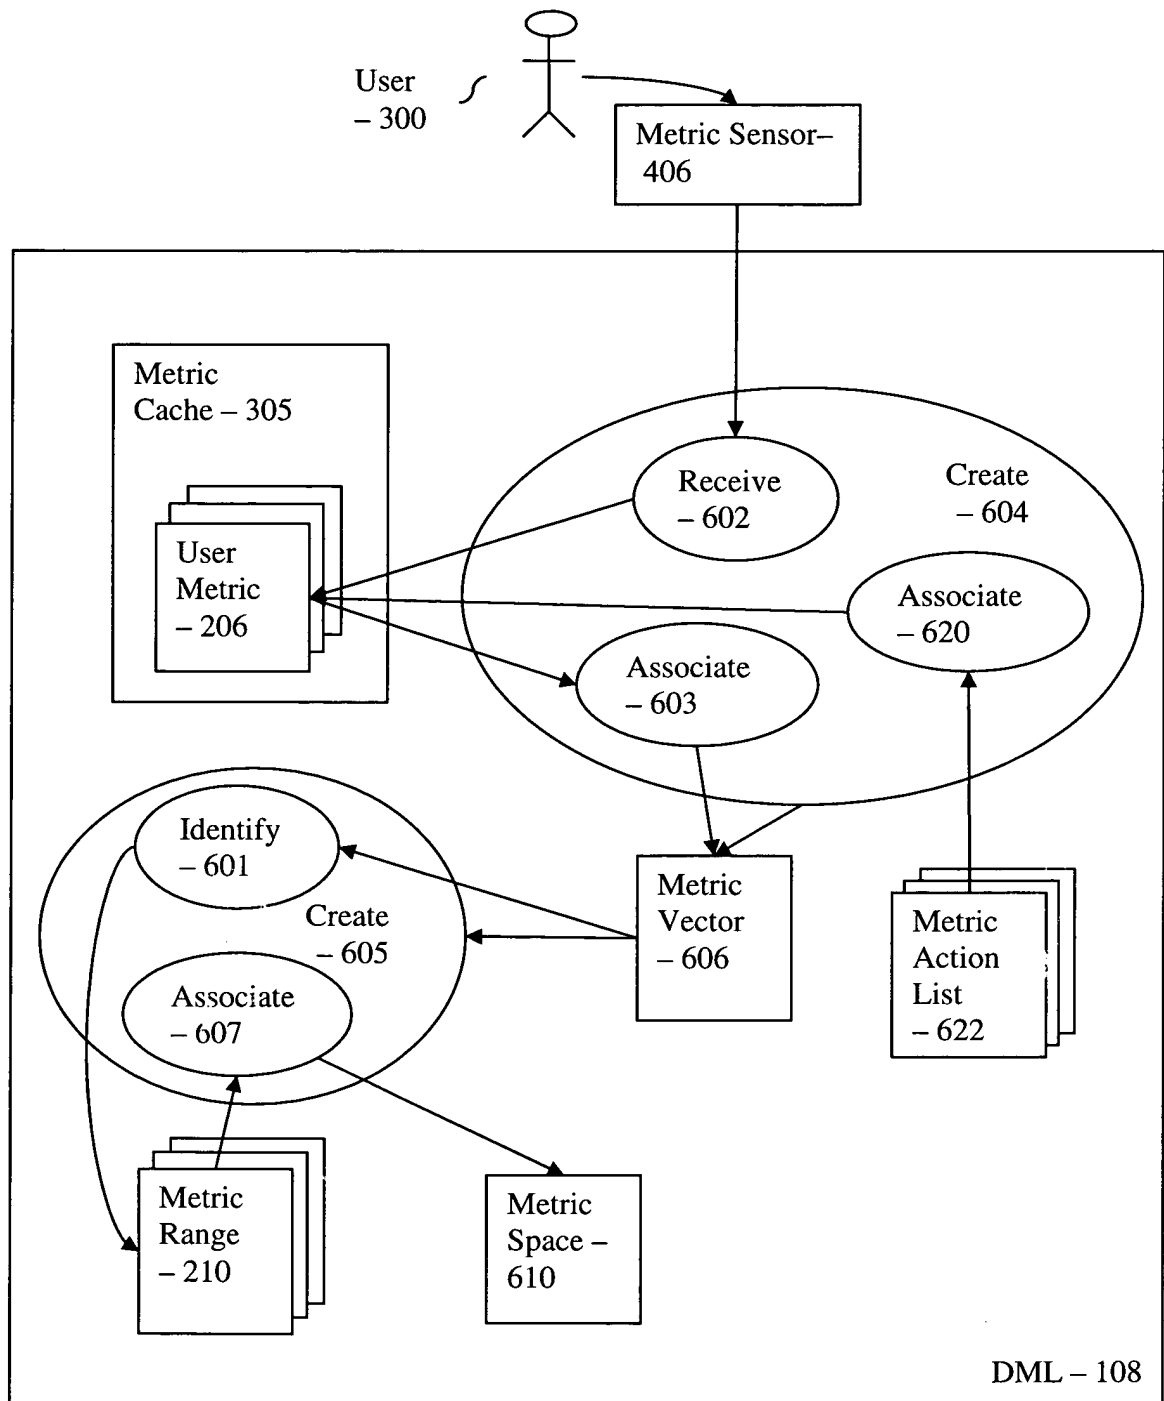 User
– 300
Metric Sensor–
406
Metric
Cache – 305
User
Metric
– 206
Receive
– 602
Create
– 604
Associate
– 620
Associate
– 603
Identify
– 601
Create
– 605
Associate
– 607
Metric
Vector
– 606
Metric
Action
List
– 622
Metric
Range
– 210
Metric
Space –
610
DML – 108